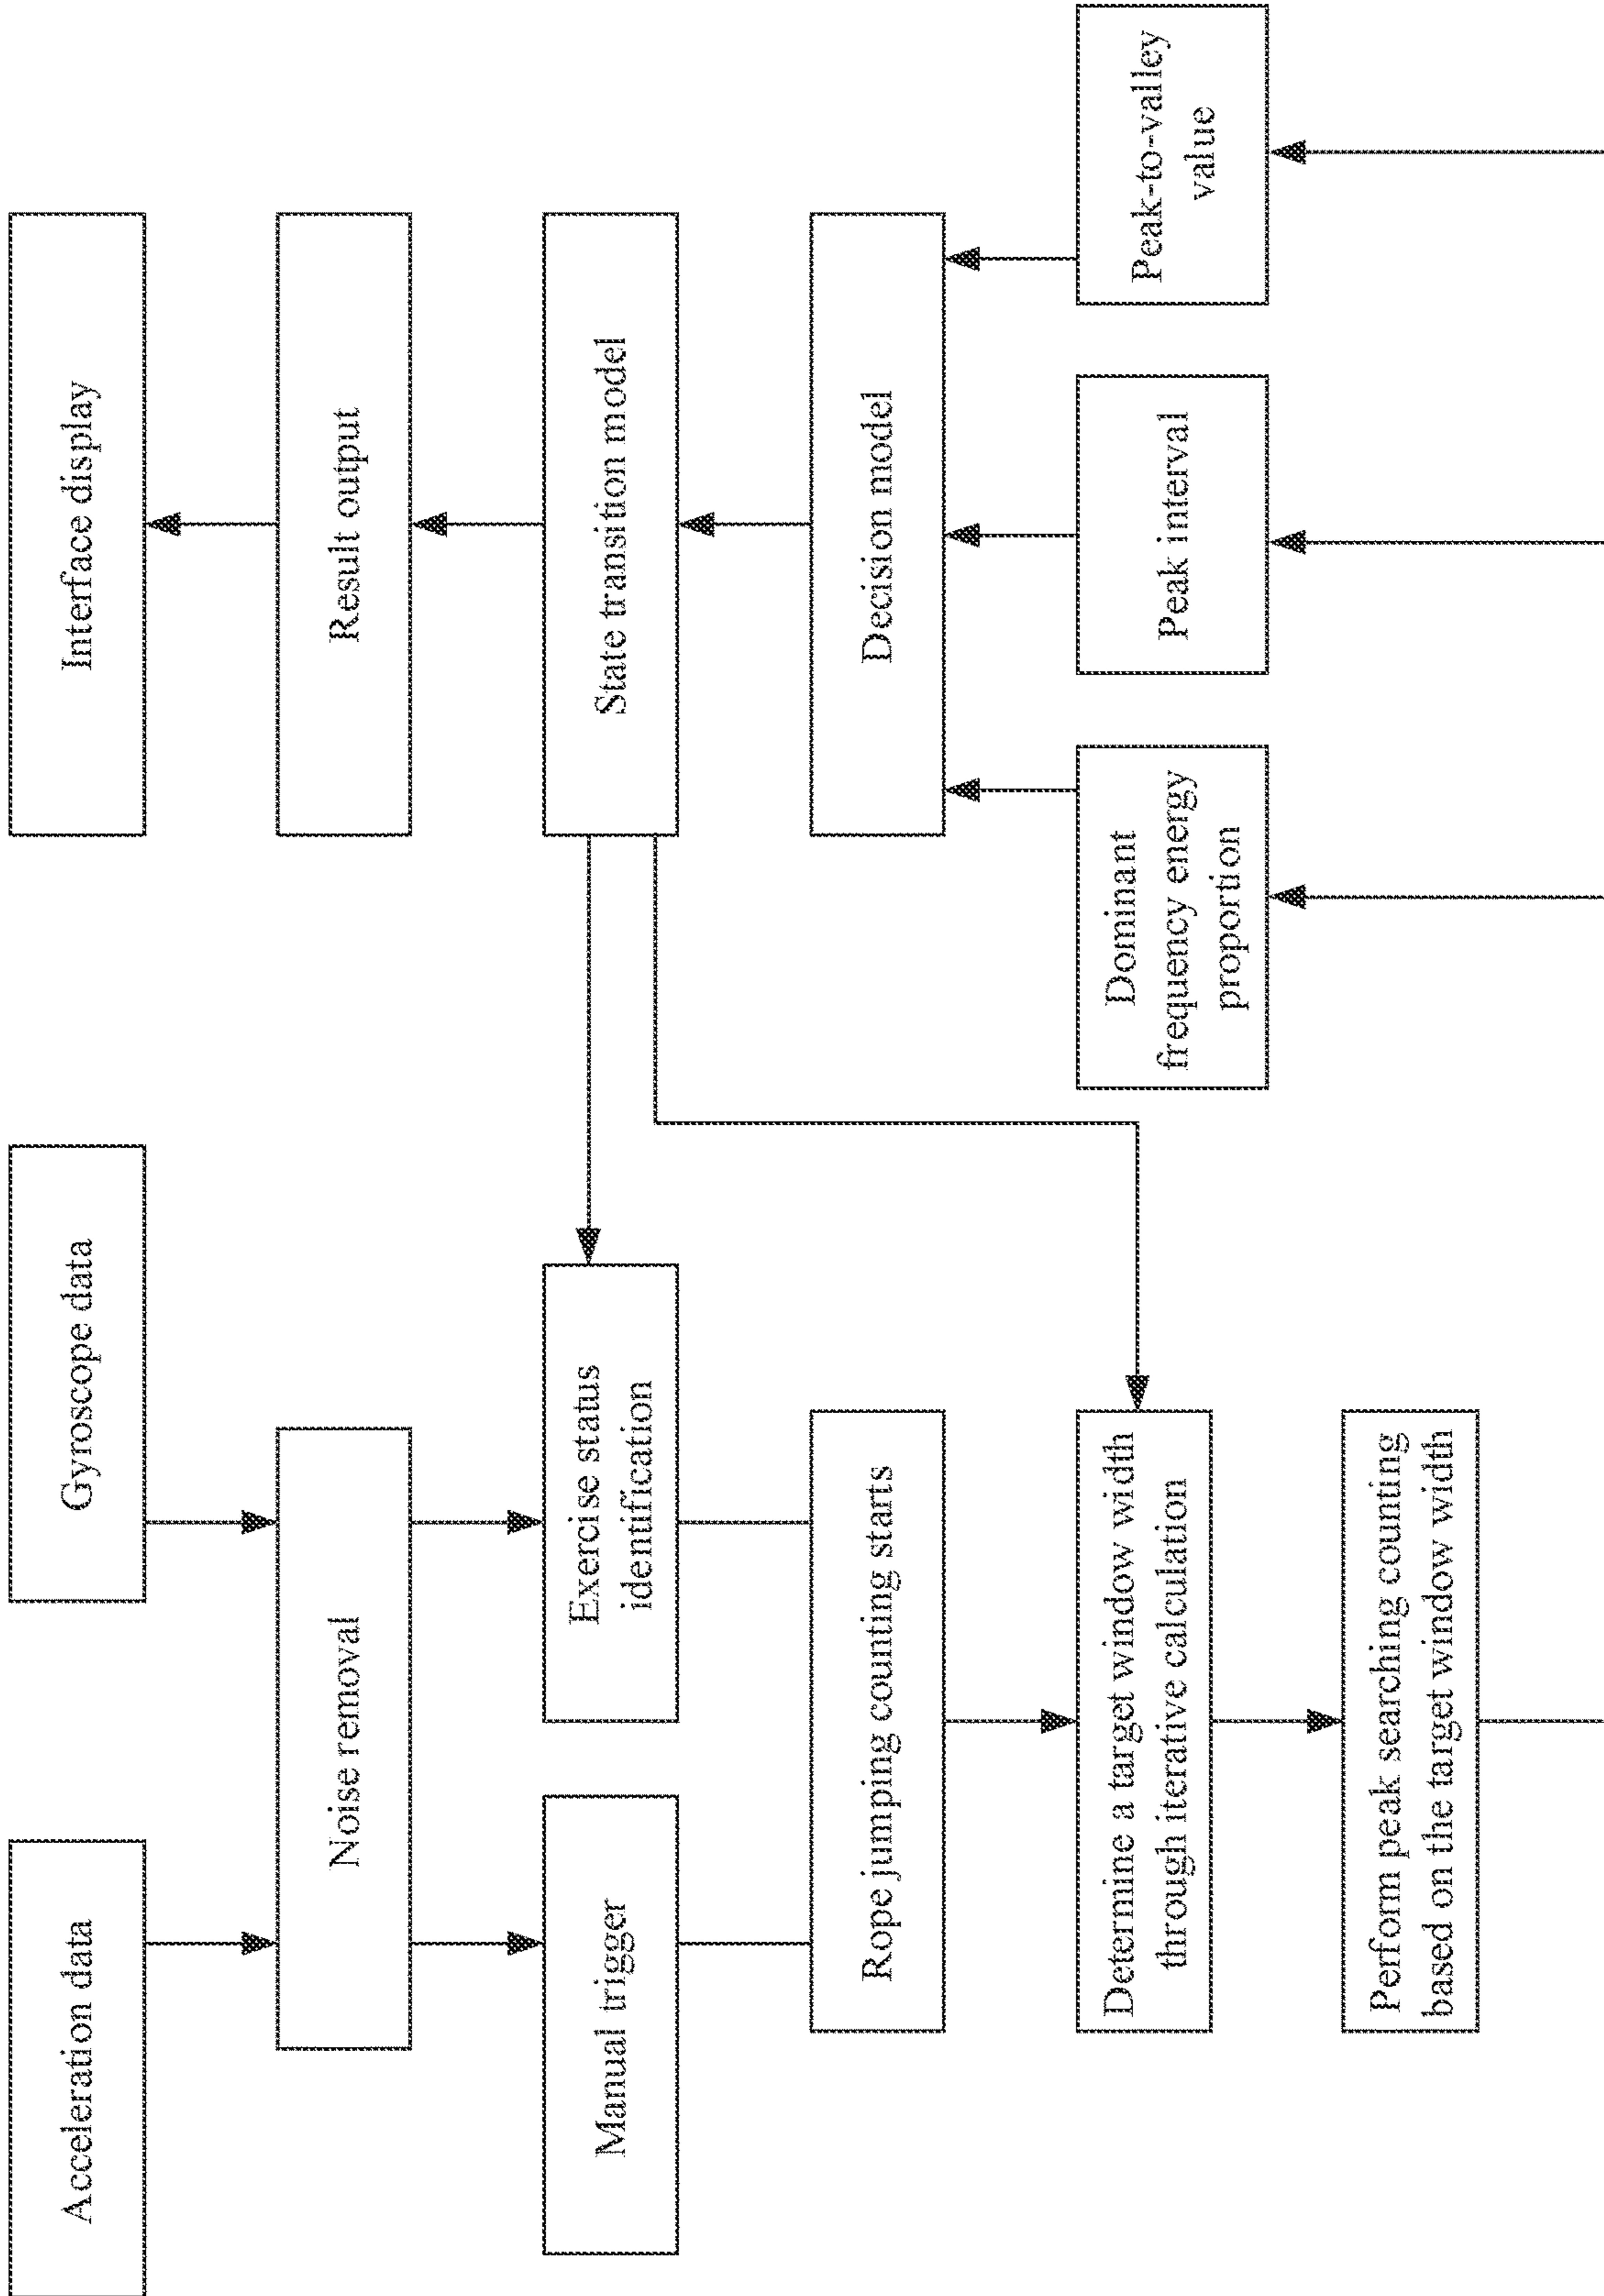 Acceleration data
Gyroscope data
Noise removal
Manual trigger
Exercise status
identification
Rope jumping counting starts
Determine a target window width
through iterative calculation
Perform peak searching counting
based on the target window width
Interface display
Result output
State transition model
Decision model
Dominant
frequency energy
proportion
Peak interval
Peak-to-valley
value